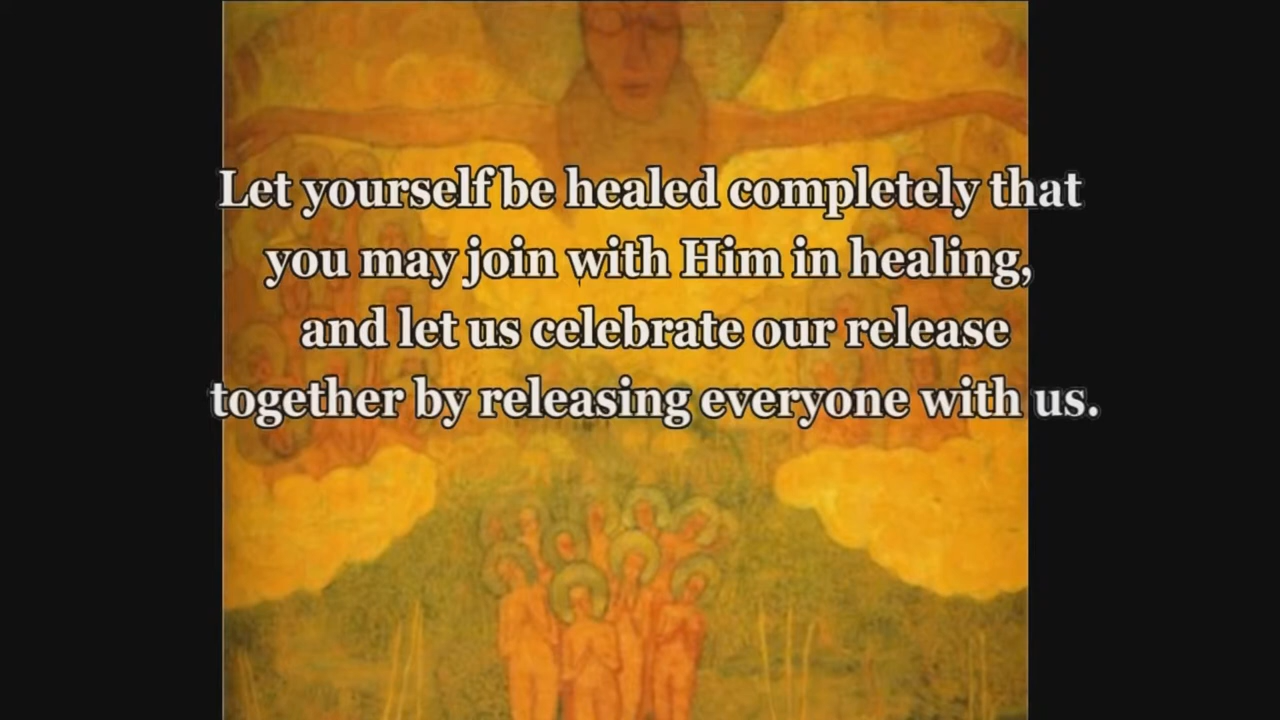 Let yourself be healed completely that
you may join with Him in healing,
and let us celebrate our release
together by releasing everyone with us.